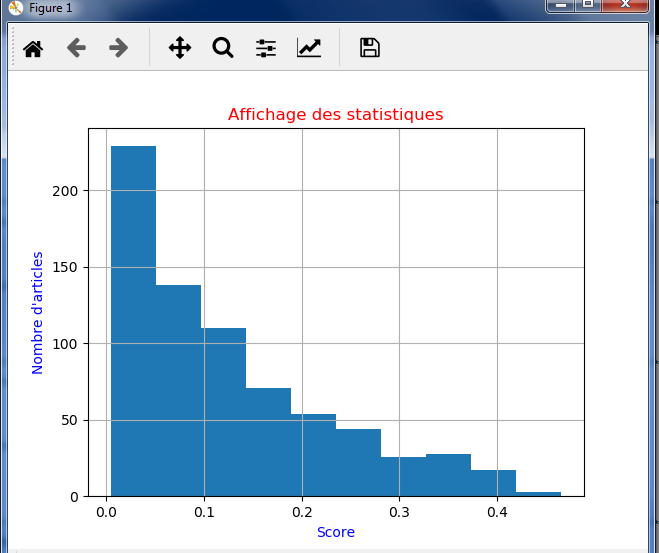 Figure 1
Affichage des statistiques
Nombre d'articles
200
150
100
50
0
0.0 0.1 0.2 0.3 0.4
Score